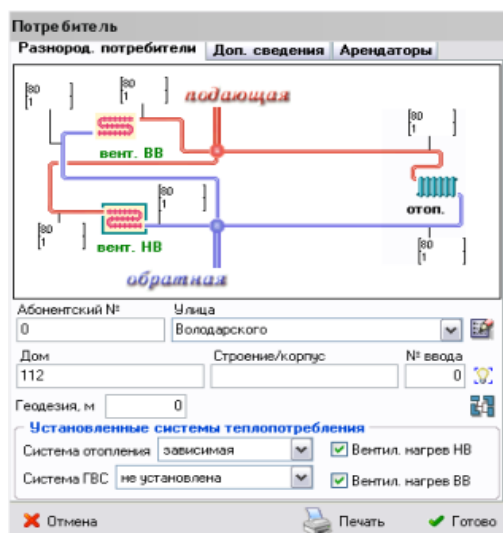 Потребитель
Разнород. потребители Доп. сведения Арендаторы
80 1
80 1
подающая
80 1
вент. ВВ
80 1
отоп.
80 1
вент. НВ
80 1
обратная
Абонентский № Улица
0 Володарского
Дом Строение/корпус № ввода
112 0
Геодезия, м 0
Установленные системы теплопотребления
Система отопления зависимая Вентил. нагрев НВ
Система ГВС не установлена Вентил. нагрев ВВ
Отмена Печать Готово